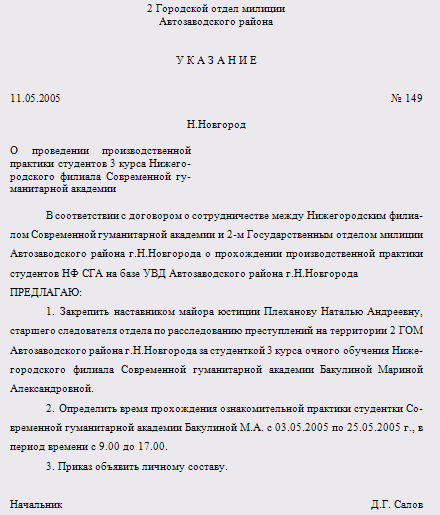 2 Городской отдел милиции
Автозаводского района
У К А З А Н И Е
11.05.2005 № 149
Н.Новгород
О проведении производственной
практики студентов 3 курса Нижего-
родского филиала Современной гу-
манитарной академии
В соответствии с договором о сотрудничестве между Нижегородским филиа-
лом Современной гуманитарной академии и 2-м Государственным отделом милиции
Автозаводского района г.Н.Новгорода о прохождении производственной практики
студентов НФ СГА на базе УВД Автозаводского района г.Н.Новгорода
ПРЕДЛАГАЮ:
1. Закрепить наставником майора юстиции Плеханову Наталью Андреевну,
старшего следователя отдела по расследованию преступлений на территории 2 ГОМ
Автозаводского района г.Н.Новгорода за студенткой 3 курса очного обучения Ниже-
городского филиала Современной гуманитарной академии Бакулиной Мариной
Александровной.
2. Определить время прохождения ознакомительной практики студентки Со-
временной гуманитарной академии Бакулиной М.А. с 03.05.2005 по 25.05.2005 г., в
период времени с 9.00 до 17.00.
3. Приказ объявить личному составу.
Начальник Д.Г. Салов